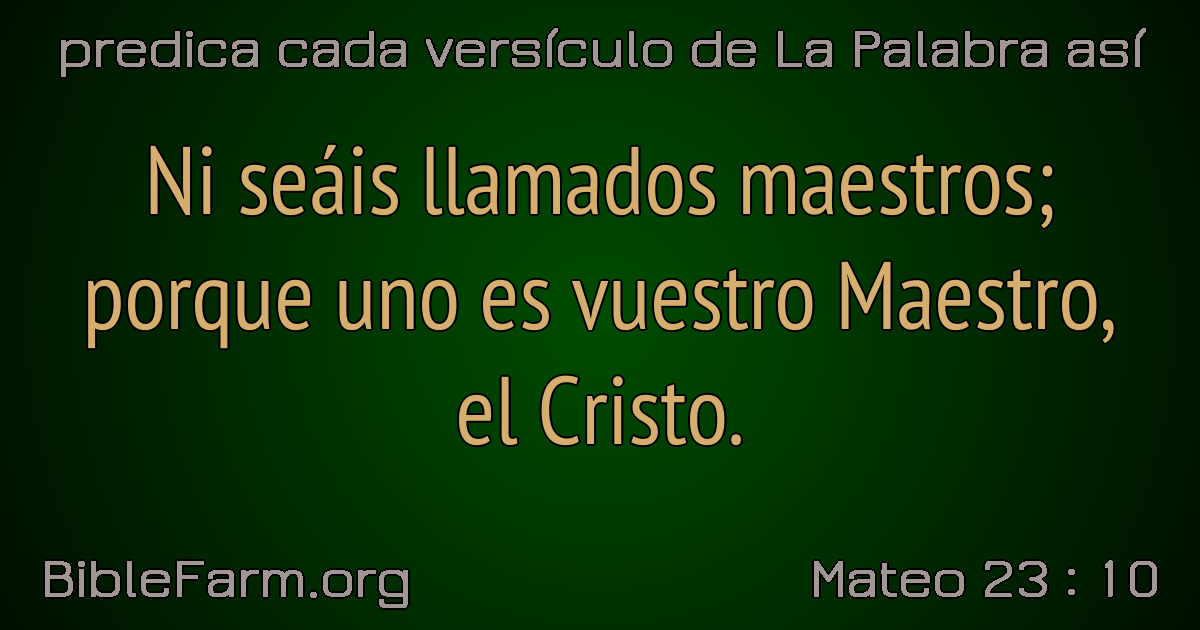 predica cada versículo de La Palabra así
Ni seáis llamados maestros;
porque uno es vuestro Maestro,
el Cristo.
BibleFarm.org
Mateo 23 : 10